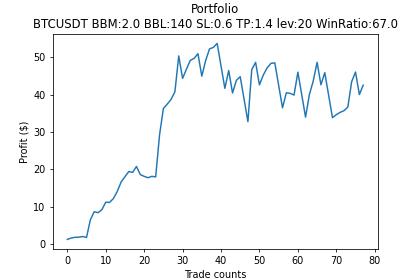 Portfolio
BTCUSDT BBM:2.0 BBL:140 SL:0.6 TP:1.4 lev:20 WinRatio:67.0
Profit ($)
50
40
30
20
10
0
0 10 20 30 40 50 60 70 80
Trade counts